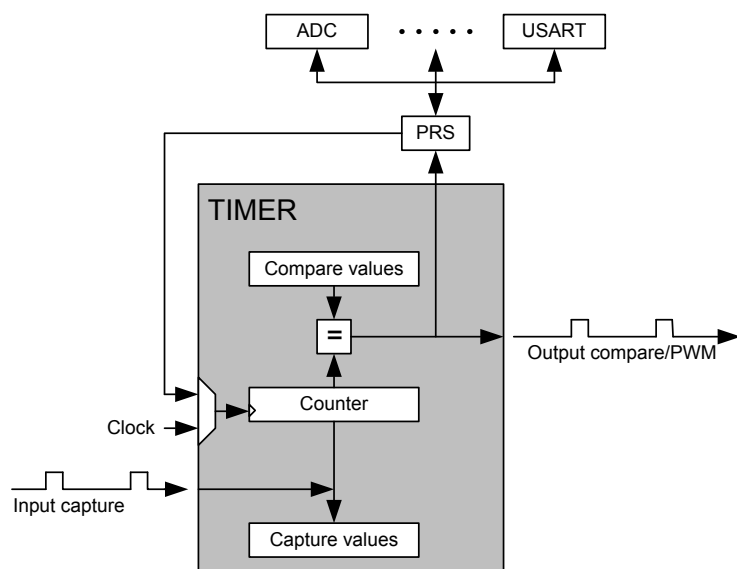 ADC
• • • • •
USART
PRS
TIMER
Compare values
=
Output compare/PWM
Counter
Clock
Input capture
Capture values